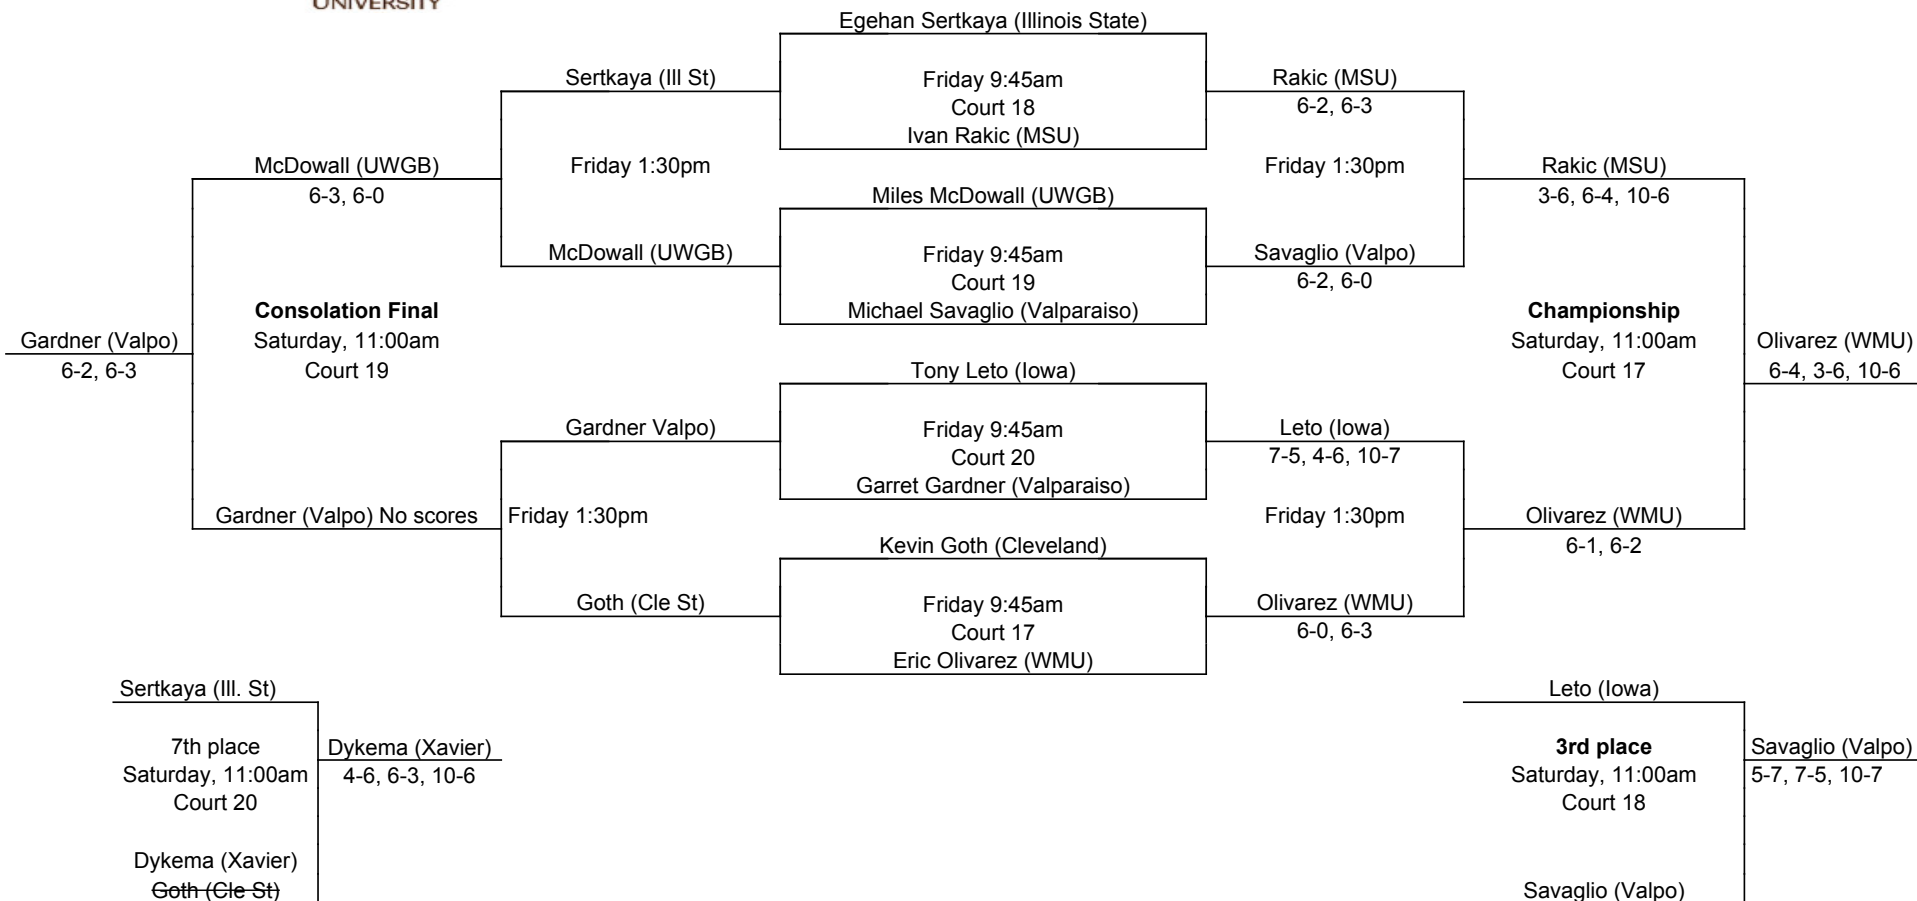 UNIVERSITY
Egehan Sertkaya (Illinois State)
Sertkaya (Ill St)
Friday 9:45am
Court 18
Ivan Rakic (MSU)
Rakic (MSU)
6-2, 6-3
McDowall (UWGB)
6-3, 6-0
Friday 1:30pm
Friday 1:30pm
Rakic (MSU)
3-6, 6-4, 10-6
Miles McDowall (UWGB)
McDowall (UWGB)
Friday 9:45am
Court 19
Michael Savaglio (Valparaiso)
Savaglio (Valpo)
6-2, 6-0
Gardner (Valpo)
6-2, 6-3
Consolation Final
Saturday, 11:00am
Court 19
Championship
Saturday, 11:00am
Court 17
Olivarez (WMU)
6-4, 3-6, 10-6
Tony Leto (Iowa)
Gardner Valpo)
Friday 9:45am
Court 20
Garret Gardner (Valparaiso)
Leto (Iowa)
7-5, 4-6, 10-7
Gardner (Valpo) No scores
Friday 1:30pm
Friday 1:30pm
Olivarez (WMU)
6-1, 6-2
Kevin Goth (Cleveland)
Goth (Cle St)
Friday 9:45am
Court 17
Eric Olivarez (WMU)
Olivarez (WMU)
6-0, 6-3
Sertkaya (Ill. St)
7th place
Saturday, 11:00am
Court 20
Dykema (Xavier)
4-6, 6-3, 10-6
Dykema (Xavier)
Goth (Cle St)
Leto (Iowa)
3rd place
Saturday, 11:00am
Court 18
Savaglio (Valpo)
5-7, 7-5, 10-7
Savaglio (Valpo)